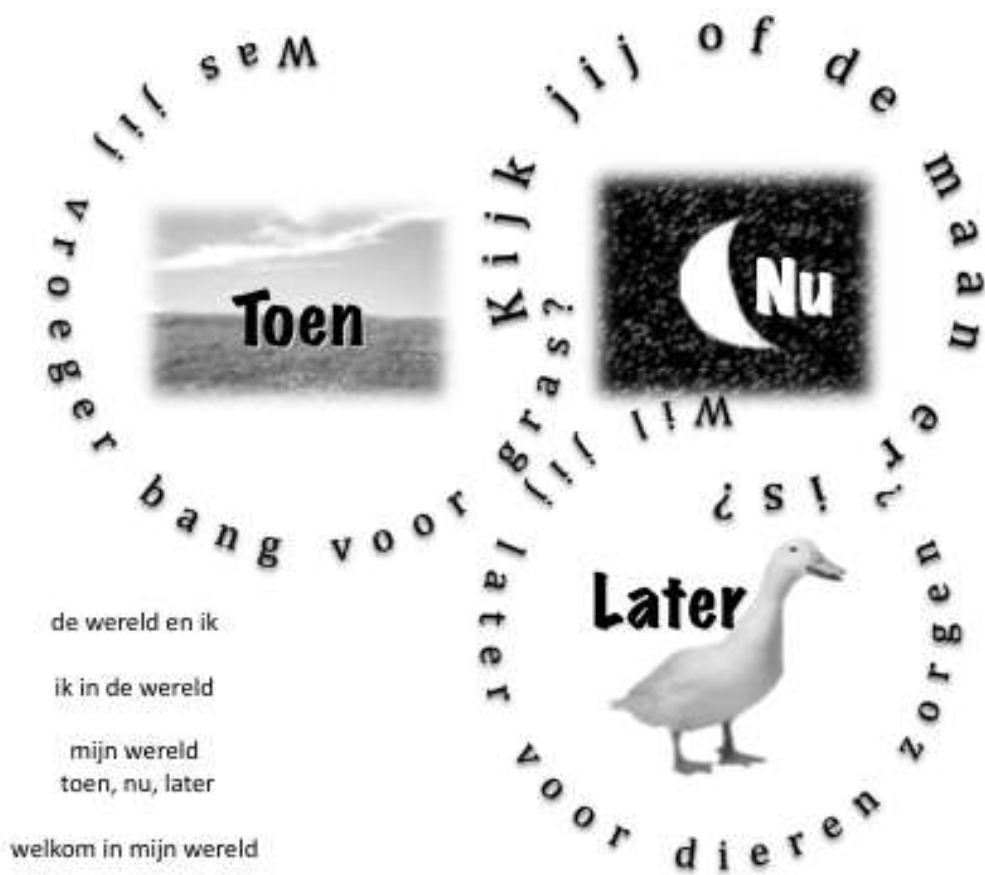 Was jij vroeger bang voor gras?
Toen
Kijk jij of de maan er is?
Nu
Wil jij later voor dieren zorgen?
Later
de wereld en ik
ik in de wereld
mijn wereld
toen, nu, later
welkom in mijn wereld